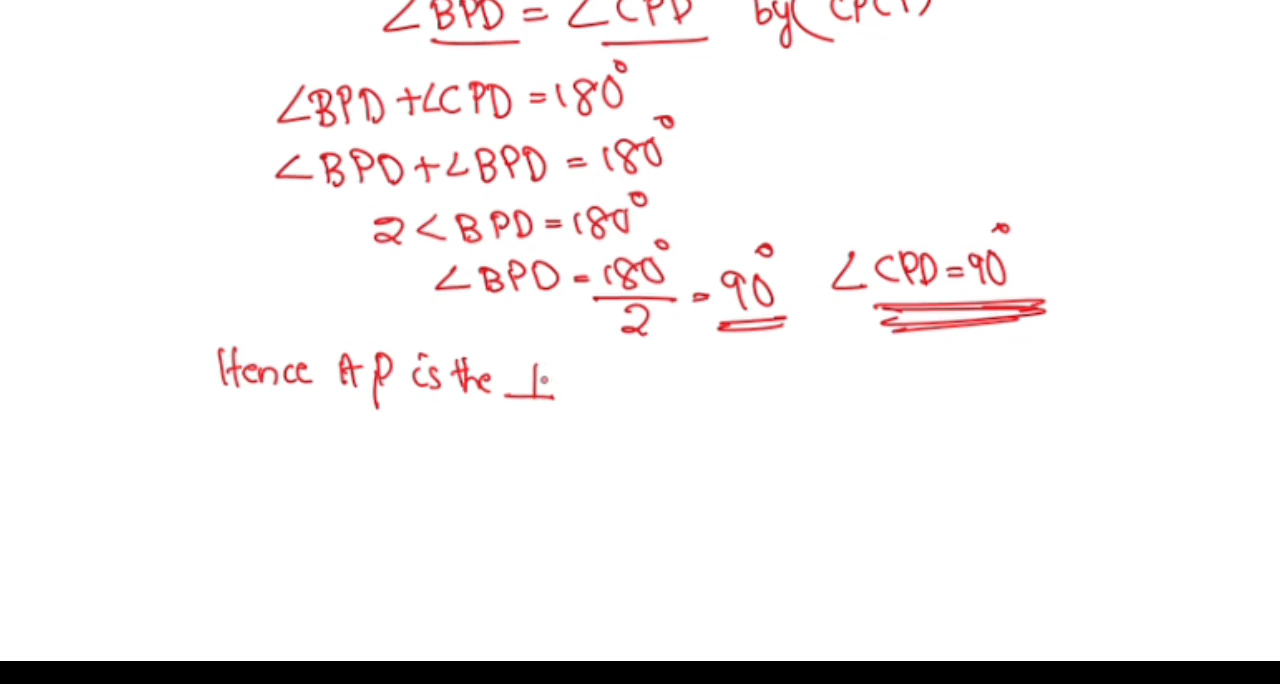 ∠BPD = ∠CPD by (CPCT)
∠BPD +∠CPD =180°
∠BPD+∠BPD = 180°
2<BPD=180°
∠BPD = 180°/2 = 90° ∠CPD=90°
Hence AP is the ⊥